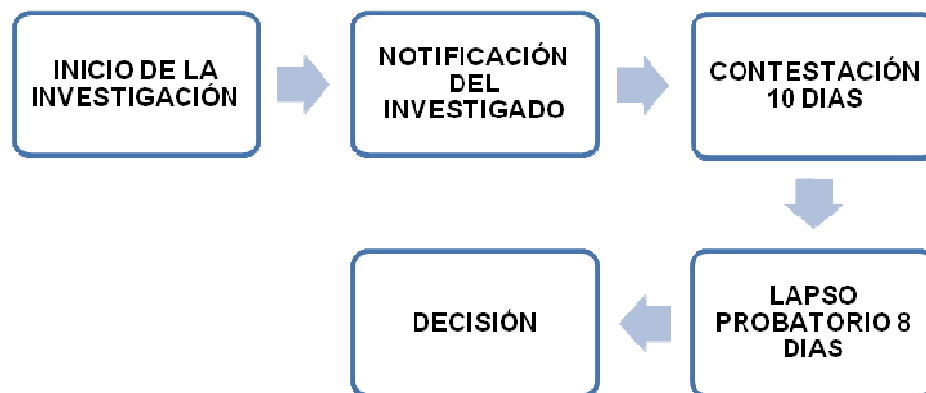 INICIO DE LA
INVESTIGACIÓN
NOTIFICACIÓN
DEL
INVESTIGADO
CONTESTACIÓN
10 DIAS
LAPSO
PROBATORIO 8
DIAS
DECISIÓN